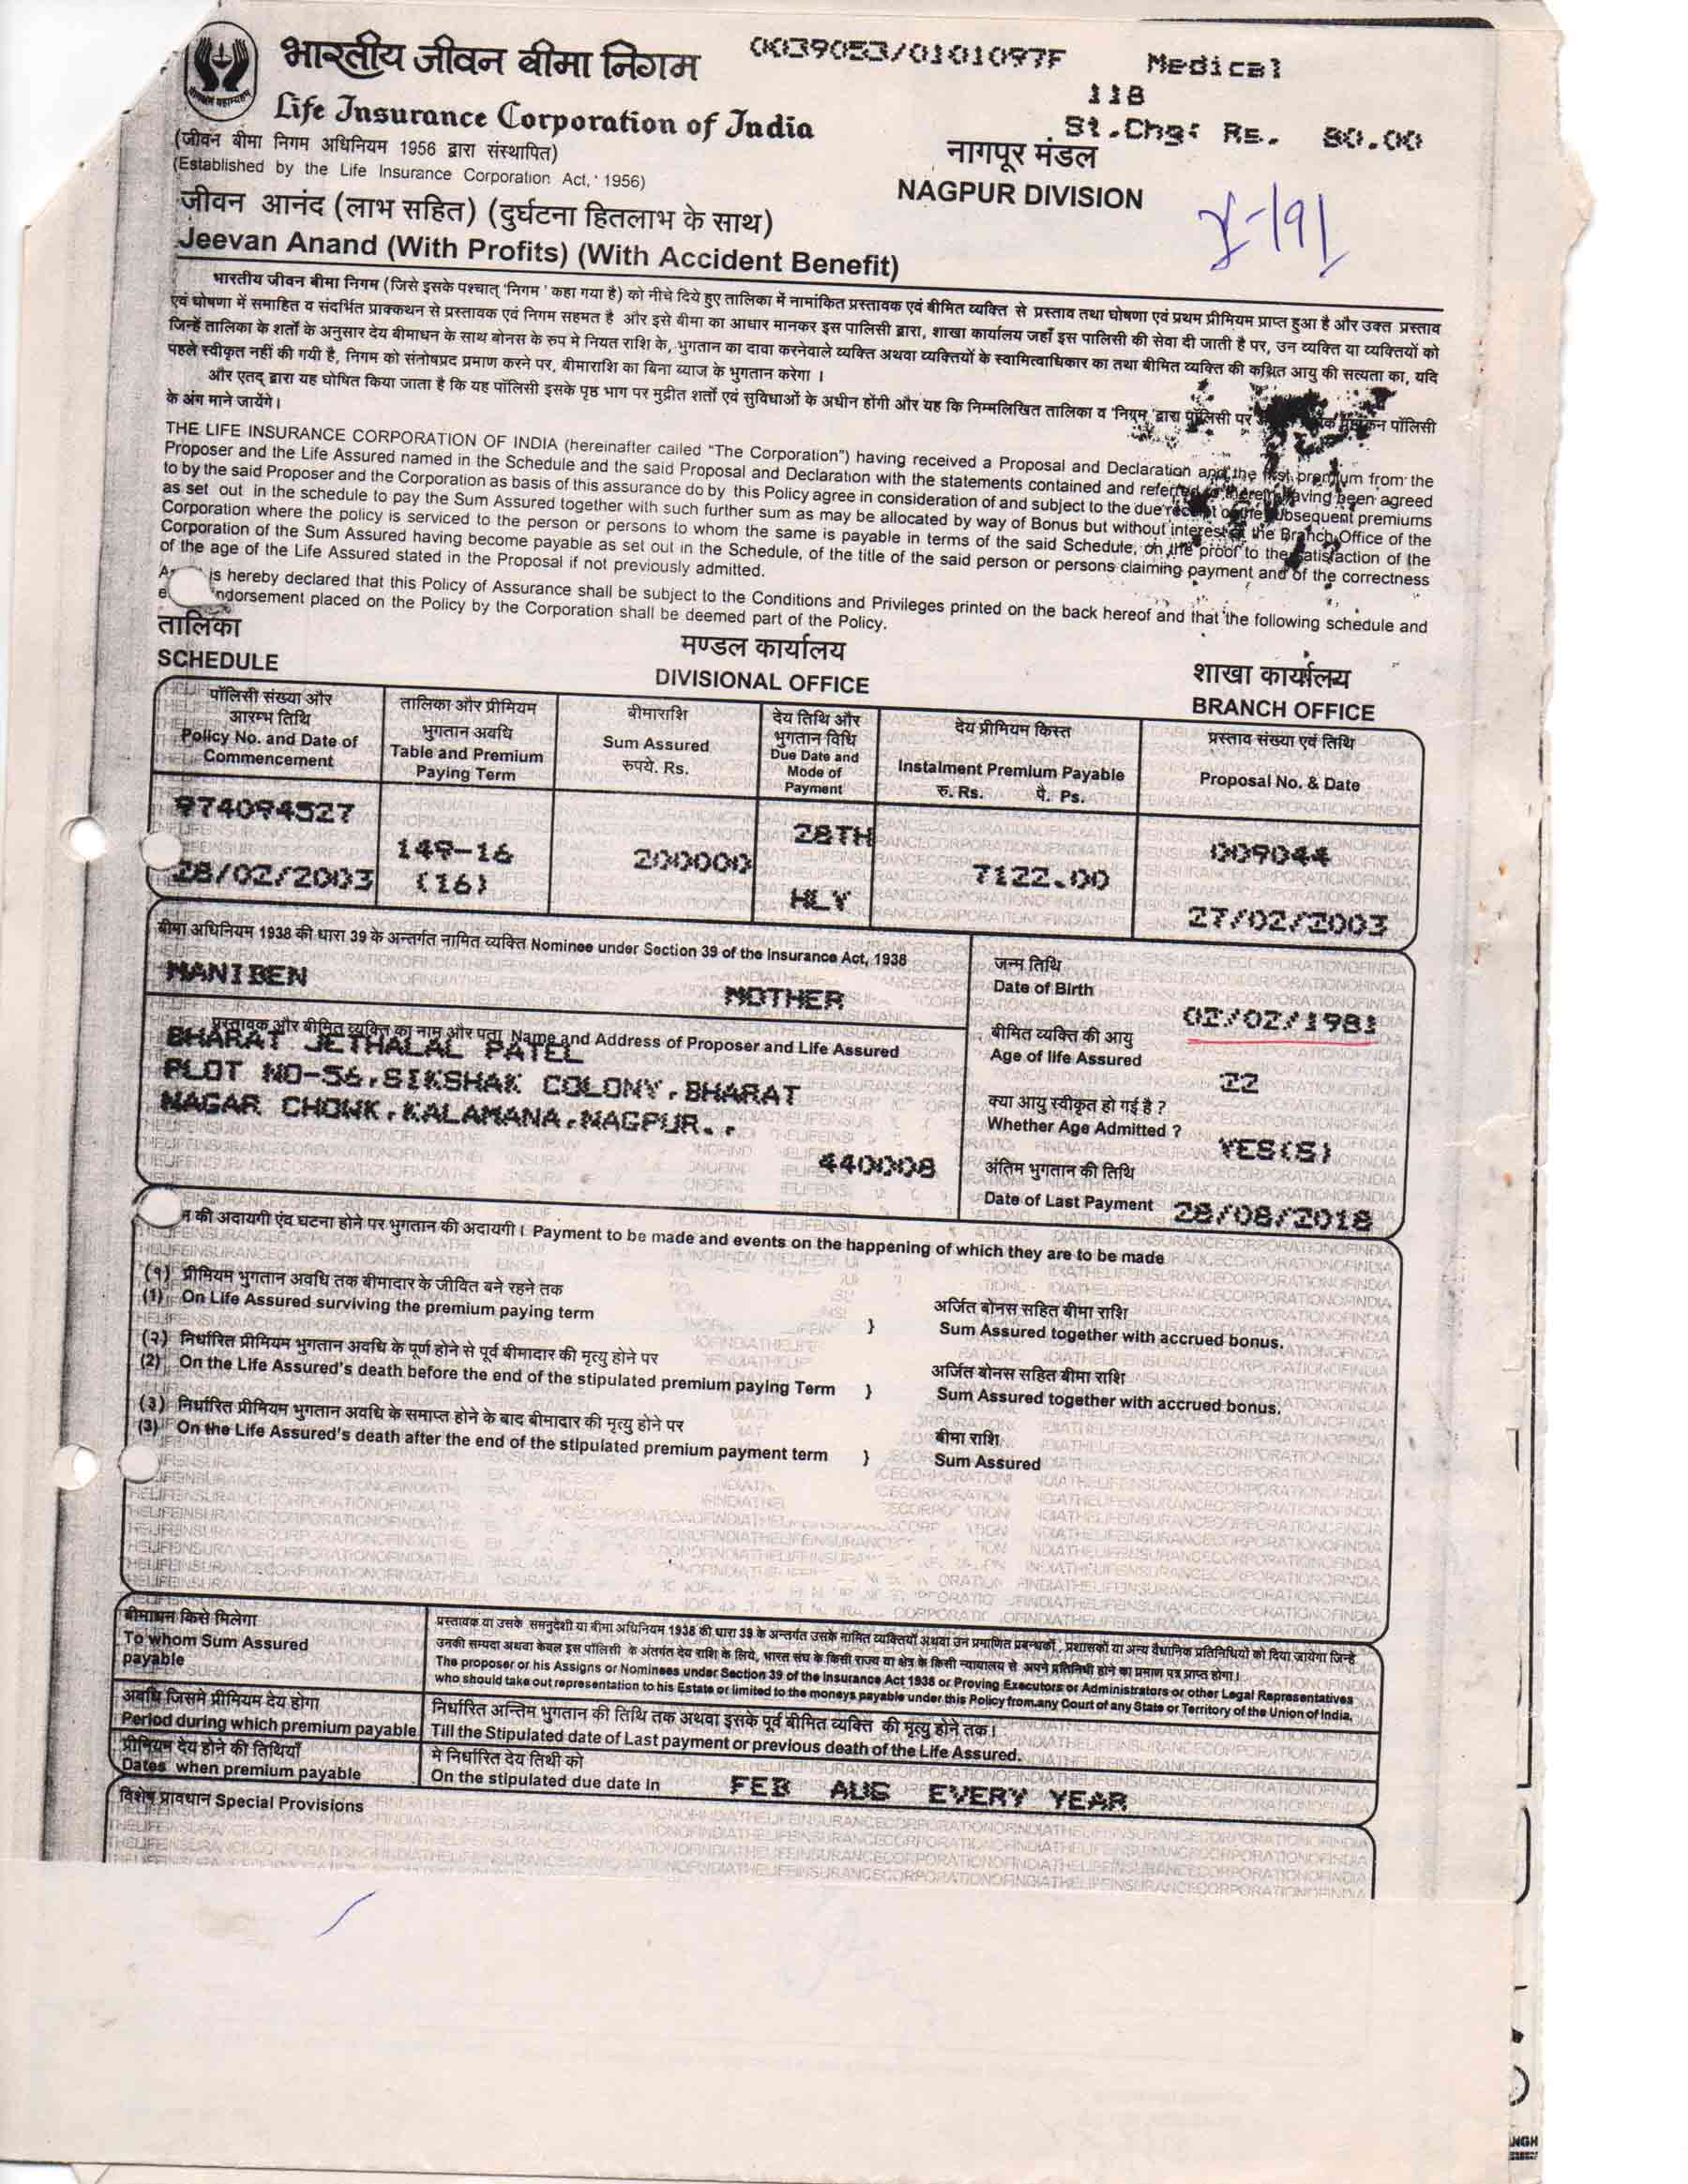 भारतीय जीवन बीमा निगम
0039053/0101097F Medical
118
Life Insurance Corporation of India
St.Chg: Rs. 80.00
(जीवन बीमा निगम अधिनियम 1956 द्वारा संस्थापित)
(Established by the Life Insurance Corporation Act, 1956)
नागपूर मंडल
NAGPUR DIVISION
जीवन आनंद (लाभ सहित) (दुर्घटना हितलाभ के साथ)
Jeevan Anand (With Profits) (With Accident Benefit)
भारतीय जीवन बीमा निगम (जिसे इसके पश्चात् 'निगम ' कहा गया है) को नीचे दिये हुए तालिका में नामांकित प्रस्तावक एवं बीमित व्यक्ति से प्रस्ताव तथा घोषणा एवं प्रथम प्रीमियम प्राप्त हुआ है और उक्त प्रस्ताव
एवं घोषणा में समाहित व संदर्भित प्राक्कथन से प्रस्तावक एवं निगम सहमत है और इसे बीमा का आधार मानकर इस पालिसी द्वारा, शाखा कार्यालय जहाँ इस पालिसी की सेवा दी जाती है पर, उन व्यक्ति या व्यक्तियों को
जिन्हें तालिका के शर्तो के अनुसार देय बीमाधन के साथ बोनस के रुप मे नियत राशि के, भुगतान का दावा करनेवाले व्यक्ति अथवा व्यक्तियों के स्वामित्वाधिकार का तथा बीमित व्यक्ति की कथित आयु की सत्यता का, यदि
पहले स्वीकृत नहीं की गयी है, निगम को संतोषप्रद प्रमाण करने पर, बीमाराशि का बिना ब्याज के भुगतान करेगा ।
और एतद् द्वारा यह घोषित किया जाता है कि यह पॉलिसी इसके पृष्ठ भाग पर मुद्रीत शर्तों एवं सुविधाओं के अधीन होंगी और यह कि निम्नलिखित तालिका व 'निगम' द्वारा पॉलिसी पर पॉलिसी
के अंग माने जायेंगे।
THE LIFE INSURANCE CORPORATION OF INDIA (hereinafter called "The Corporation") having received a Proposal and Declaration and the first premium from the
Proposer and the Life Assured named in the Schedule and the said Proposal and Declaration with the statements contained and referred to therein having been agreed
to by the said Proposer and the Corporation as basis of this assurance do by this Policy agree in consideration of and subject to the due receipt of the subsequent premiums
as set out in the schedule to pay the Sum Assured together with such further sum as may be allocated by way of Bonus but without interest at the Branch Office of the
Corporation where the policy is serviced to the person or persons to whom the same is payable in terms of the said Schedule, on the proof to the satisfaction of the
Corporation of the Sum Assured having become payable as set out in the Schedule, of the title of the said person or persons claiming payment and of the correctness
of the age of the Life Assured stated in the Proposal if not previously admitted.
is hereby declared that this Policy of Assurance shall be subject to the Conditions and Privileges printed on the back hereof and that the following schedule and
ndorsement placed on the Policy by the Corporation shall be deemed part of the Policy.
तालिका
SCHEDULE
मण्डल कार्यालय
DIVISIONAL OFFICE
शाखा कार्यालय
BRANCH OFFICE
पॉलिसी संख्या और
आरम्भ तिथि
Policy No. and Date of
Commencement
तालिका और प्रीमियम
भुगतान अवधि
Table and Premium
Paying Term
बीमाराशि
Sum Assured
रुपये. Rs.
देय तिथि और
भुगतान विधि
Due Date and
Mode of
Payment
देय प्रीमियम किस्त
Instalment Premium Payable
रु. Rs. पै. Ps.
प्रस्ताव संख्या एवं तिथि
Proposal No. & Date
974094527
28/02/2003
149-16
(16)
200000
28TH
HLY
7122.00
009044
27/02/2003
बीमा अधिनियम 1938 की धारा 39 के अन्तर्गत नामित व्यक्ति Nominee under Section 39 of the Insurance Act, 1938
MANIBEN
MOTHER
जन्म तिथि
Date of Birth
02/02/1981
प्रस्तावक और बीमित व्यक्ति का नाम और पता Name and Address of Proposer and Life Assured
BHARAT JETHALAL PATEL
PLOT NO-56,SIKSHAK COLONY,BHARAT
NAGAR CHOWK,KALAMANA,NAGPUR..
440008
बीमित व्यक्ति की आयु
Age of life Assured
22
क्या आयु स्वीकृत हो गई है ?
Whether Age Admitted ?
YES(S)
अंतिम भुगतान की तिथि
Date of Last Payment 28/08/2018
न की अदायगी एंव घटना होने पर भुगतान की अदायगी। Payment to be made and events on the happening of which they are to be made
(१) प्रीमियम भुगतान अवधि तक बीमादार के जीवित बने रहने तक
(1) On Life Assured surviving the premium paying term }
अर्जित बोनस सहित बीमा राशि
Sum Assured together with accrued bonus.
(२) निर्धारित प्रीमियम भुगतान अवधि के पूर्ण होने से पूर्व बीमादार की मृत्यु होने पर
(2) On the Life Assured's death before the end of the stipulated premium paying Term }
अर्जित बोनस सहित बीमा राशि
Sum Assured together with accrued bonus.
(३) निर्धारित प्रीमियम भुगतान अवधि के समाप्त होने के बाद बीमादार की मृत्यु होने पर
(3) On the Life Assured's death after the end of the stipulated premium payment term }
बीमा राशि
Sum Assured
बीमाधन किसे मिलेगा
To whom Sum Assured
payable
प्रस्तावक या उसके समनुदेशी या बीमा अधिनियम 1938 की धारा 39 के अन्तर्गत उसके नामित व्यक्तियों अथवा उन प्रमाणित प्रबन्धकों, प्रशासकों या अन्य वैधानिक प्रतिनिधियों को दिया जायेगा जिन्हे
उनकी सम्पदा अथवा केवल इस पॉलिसी के अंतर्गत देय राशि के लिये, भारत संघ के किसी राज्य या क्षेत्र के किसी न्यायालय से अपने प्रतिनिधी होने का प्रमाण पत्र प्राप्त होगा।
The proposer or his Assigns or Nominees under Section 39 of the Insurance Act 1938 or Proving Executors or Administrators or other Legal Representatives
who should take out representation to his Estate or limited to the moneys payable under this Policy from any Court of any State or Territory of the Union of India.
अवधि जिसमे प्रीमियम देय होगा
Period during which premium payable
निर्धारित अन्तिम भुगतान की तिथि तक अथवा इसके पूर्व बीमित व्यक्ति की मृत्यु होने तक।
Till the Stipulated date of Last payment or previous death of the Life Assured.
प्रीमियम देय होने की तिथियाँ
Dates when premium payable
मे निर्धारित देय तिथी को
On the stipulated due date in FEB AUG EVERY YEAR
विशेष प्रावधान Special Provisions